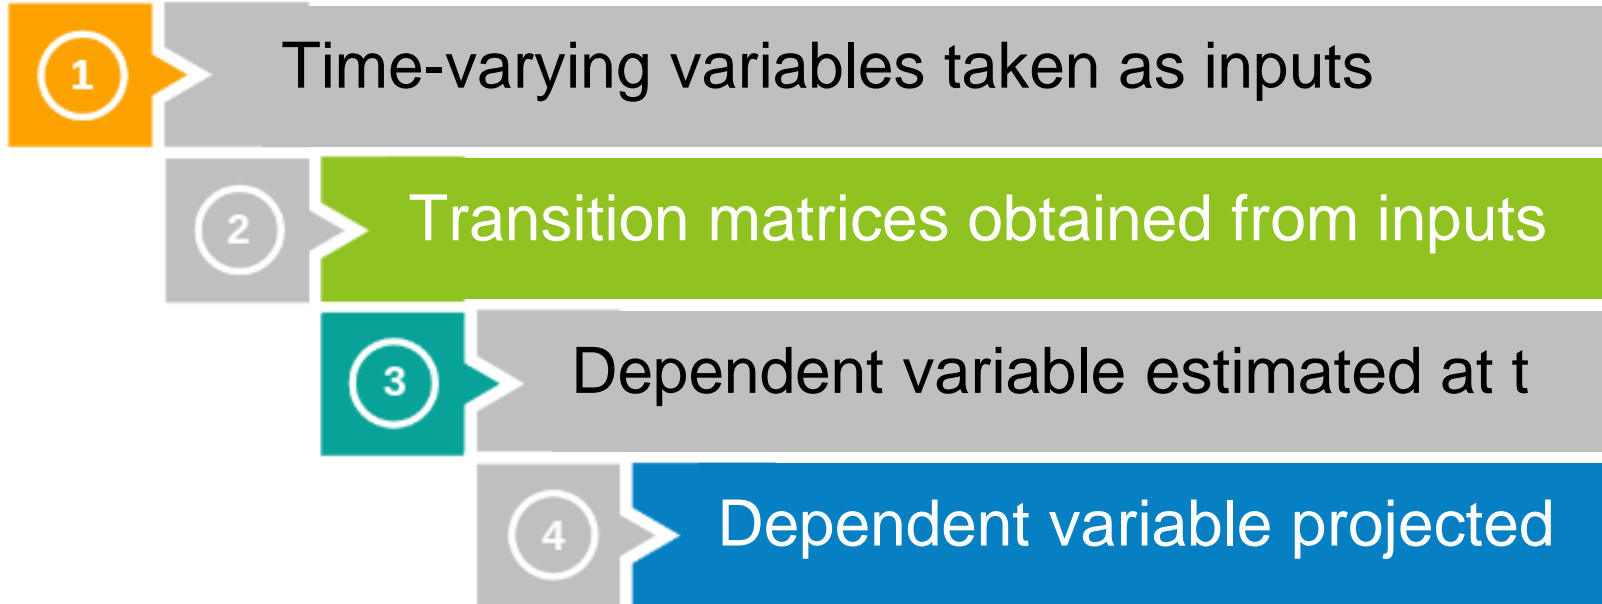 1 Time-varying variables taken as inputs
2 Transition matrices obtained from inputs
3 Dependent variable estimated at t
4 Dependent variable projected